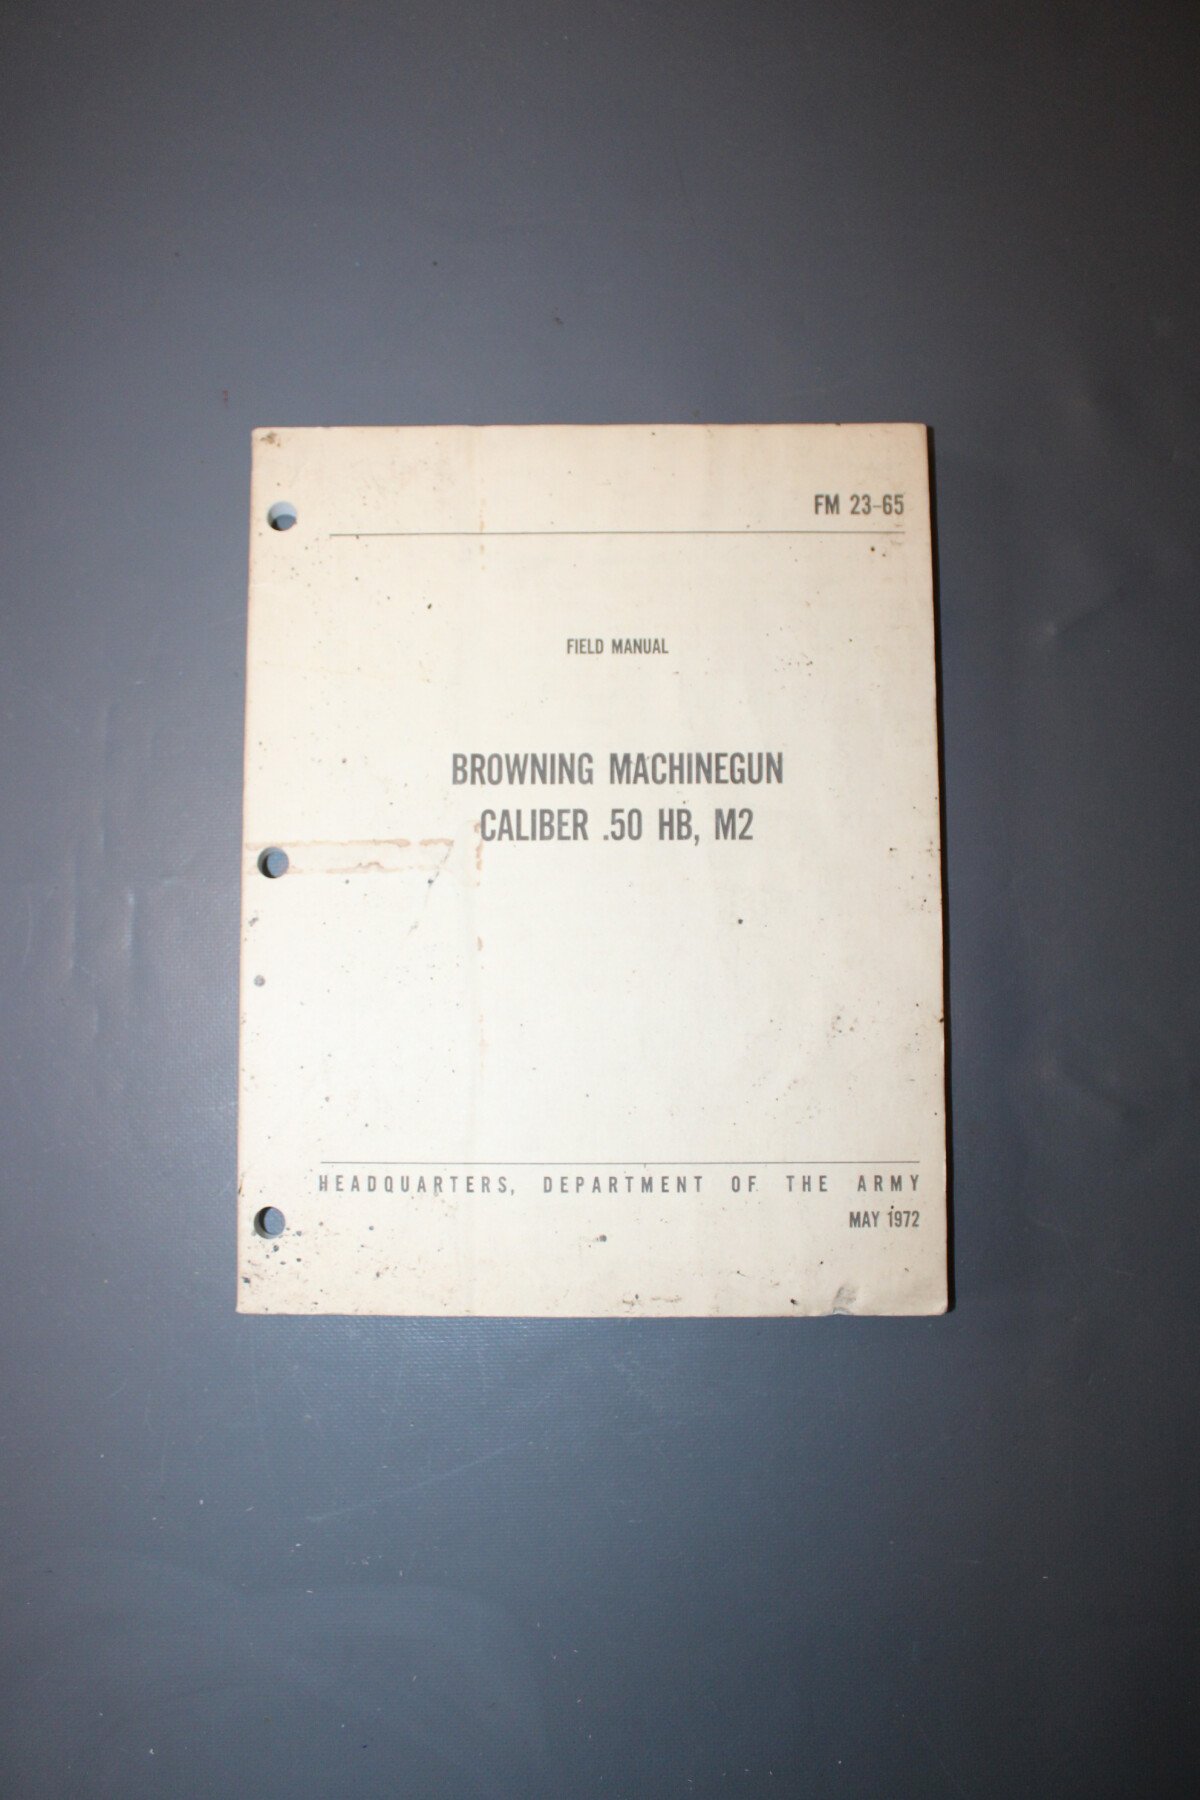 FM 23-65
FIELD MANUAL
BROWNING MACHINEGUN
CALIBER .50 HB, M2
HEADQUARTERS, DEPARTMENT OF THE ARMY
MAY 1972